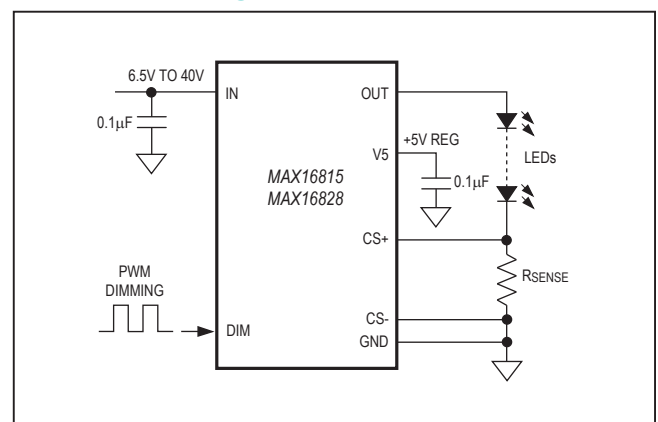 6.5V TO 40V
IN
0.1µF
OUT
LEDs
V5
+5V REG
0.1µF
MAX16815
MAX16828
CS+
RSENSE
PWM
DIMMING
DIM
CS-
GND